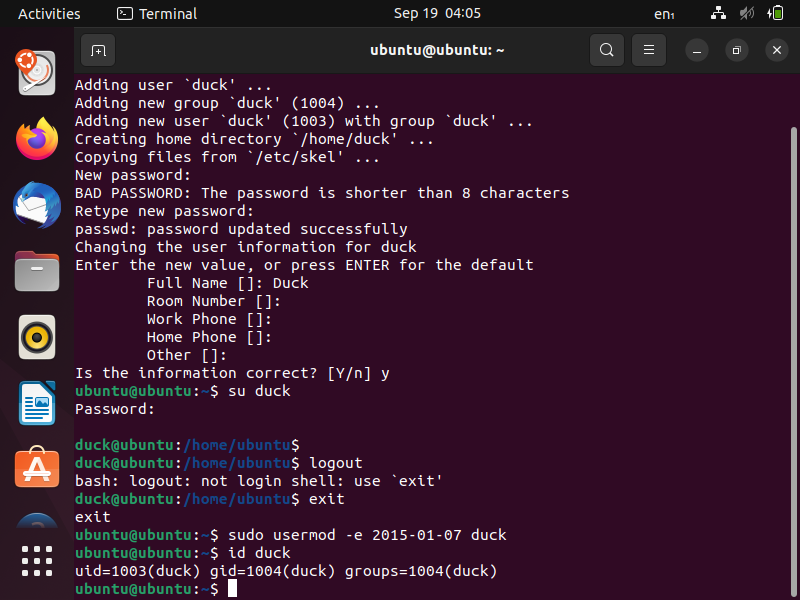 Activities Terminal Sep 19 04:05 en₁
ubuntu@ubuntu: ~
Adding user `duck' ...
Adding new group `duck' (1004) ...
Adding new user `duck' (1003) with group `duck' ...
Creating home directory `/home/duck' ...
Copying files from `/etc/skel' ...
New password:
BAD PASSWORD: The password is shorter than 8 characters
Retype new password:
passwd: password updated successfully
Changing the user information for duck
Enter the new value, or press ENTER for the default
        Full Name []: Duck
        Room Number []:
        Work Phone []:
        Home Phone []:
        Other []:
Is the information correct? [Y/n] y
ubuntu@ubuntu:~$ su duck
Password:
duck@ubuntu:/home/ubuntu$
duck@ubuntu:/home/ubuntu$ logout
bash: logout: not login shell: use `exit'
duck@ubuntu:/home/ubuntu$ exit
exit
ubuntu@ubuntu:~$ sudo usermod -e 2015-01-07 duck
ubuntu@ubuntu:~$ id duck
uid=1003(duck) gid=1004(duck) groups=1004(duck)
ubuntu@ubuntu:~$